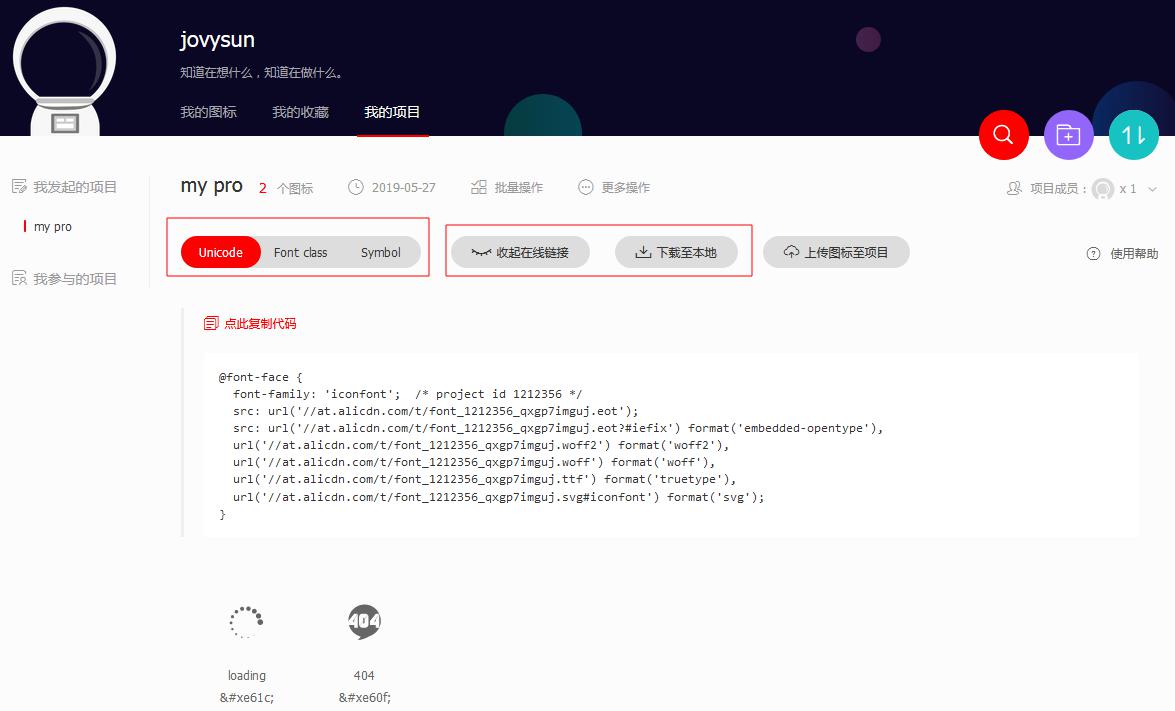 jovysun
知道在想什么，知道在做什么。
我的图标 我的收藏 我的项目
我发起的项目
my pro
我参与的项目
my pro 2 个图标 2019-05-27 批量操作 更多操作 项目成员： x 1
Unicode Font class Symbol 收起在线链接 下载至本地 上传图标至项目 使用帮助
点此复制代码
@font-face {
  font-family: 'iconfont';  /* project id 1212356 */
  src: url('//at.alicdn.com/t/font_1212356_qxgp7imguj.eot');
  src: url('//at.alicdn.com/t/font_1212356_qxgp7imguj.eot?#iefix') format('embedded-opentype'),
  url('//at.alicdn.com/t/font_1212356_qxgp7imguj.woff2') format('woff2'),
  url('//at.alicdn.com/t/font_1212356_qxgp7imguj.woff') format('woff'),
  url('//at.alicdn.com/t/font_1212356_qxgp7imguj.ttf') format('truetype'),
  url('//at.alicdn.com/t/font_1212356_qxgp7imguj.svg#iconfont') format('svg');
}
404
loading 404
&#xe61c; &#xe60f;